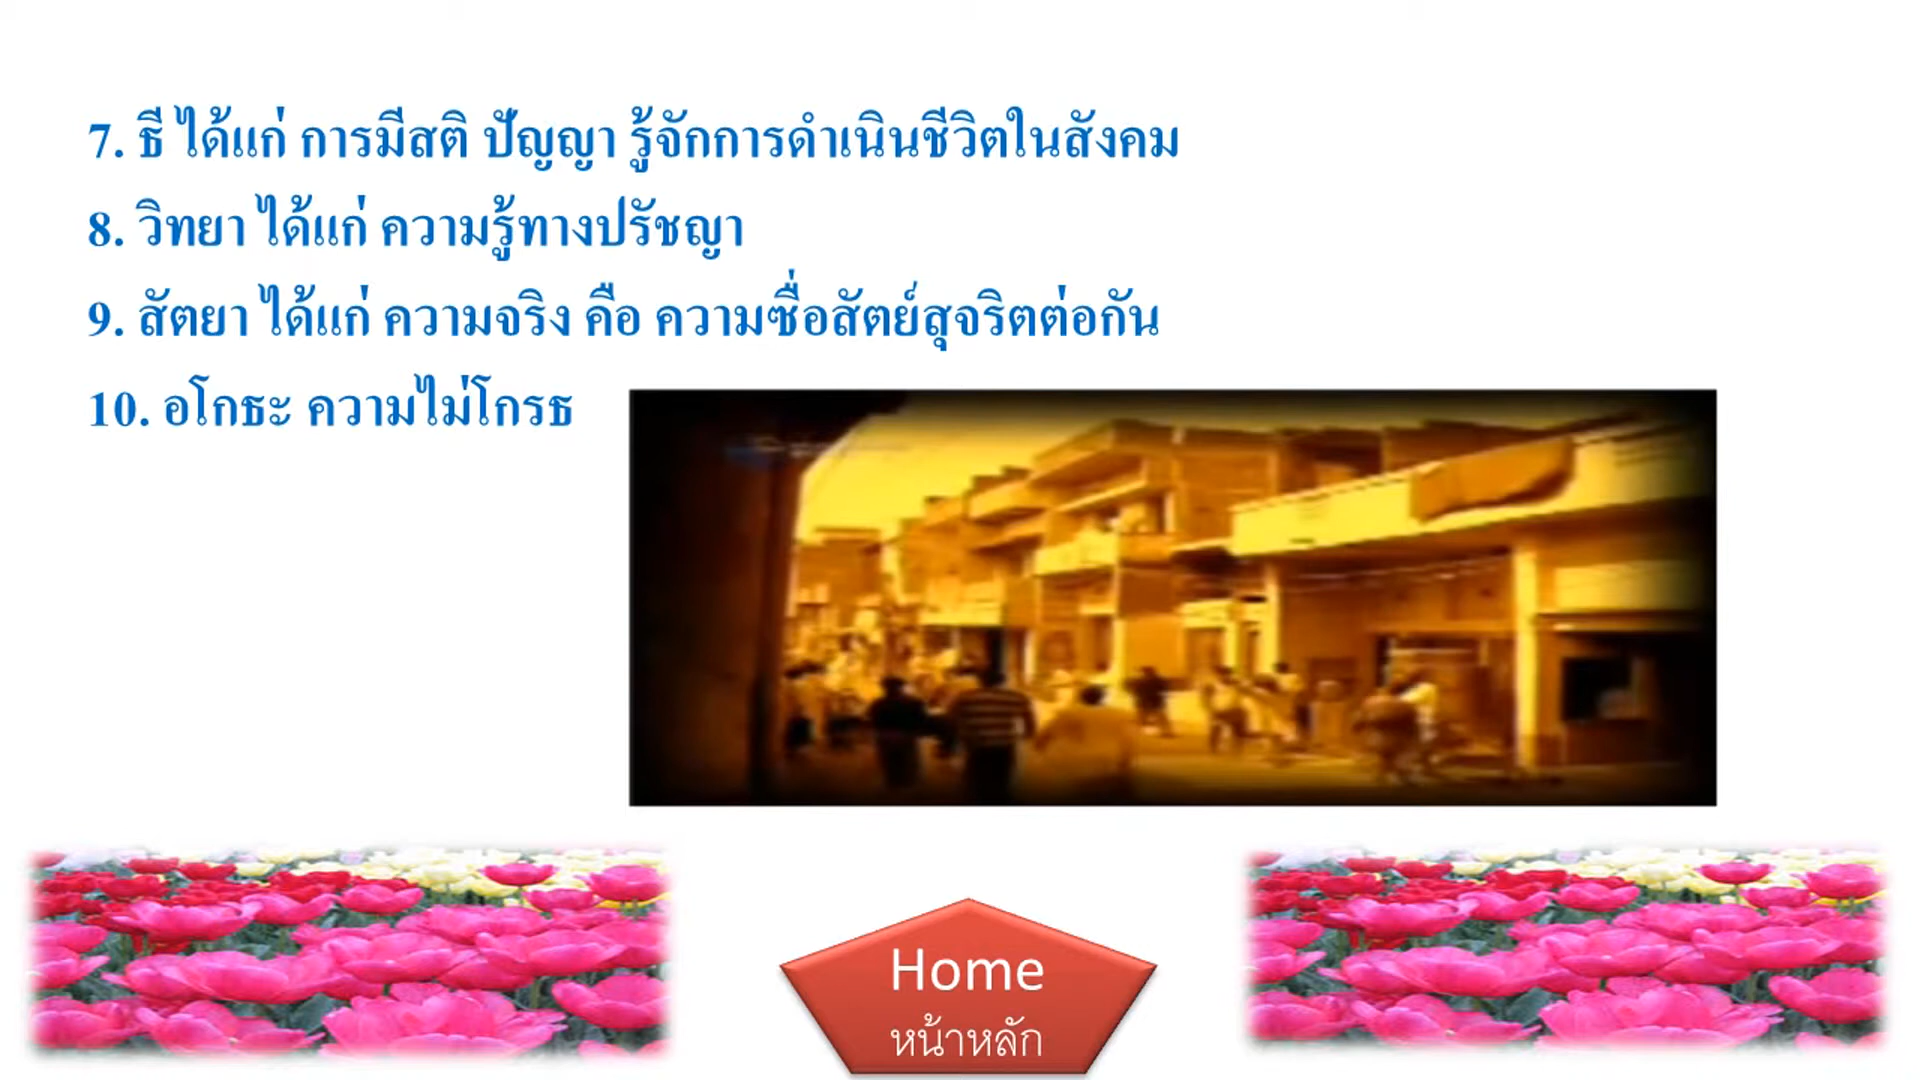 7. ธี ได้แก่ การมีสติ ปัญญา รู้จักการดำเนินชีวิตในสังคม
8. วิทยา ได้แก่ ความรู้ทางปรัชญา
9. สัตยา ได้แก่ ความจริง คือ ความซื่อสัตย์สุจริตต่อกัน
10. อโกธะ ความไม่โกรธ
Home
หน้าหลัก